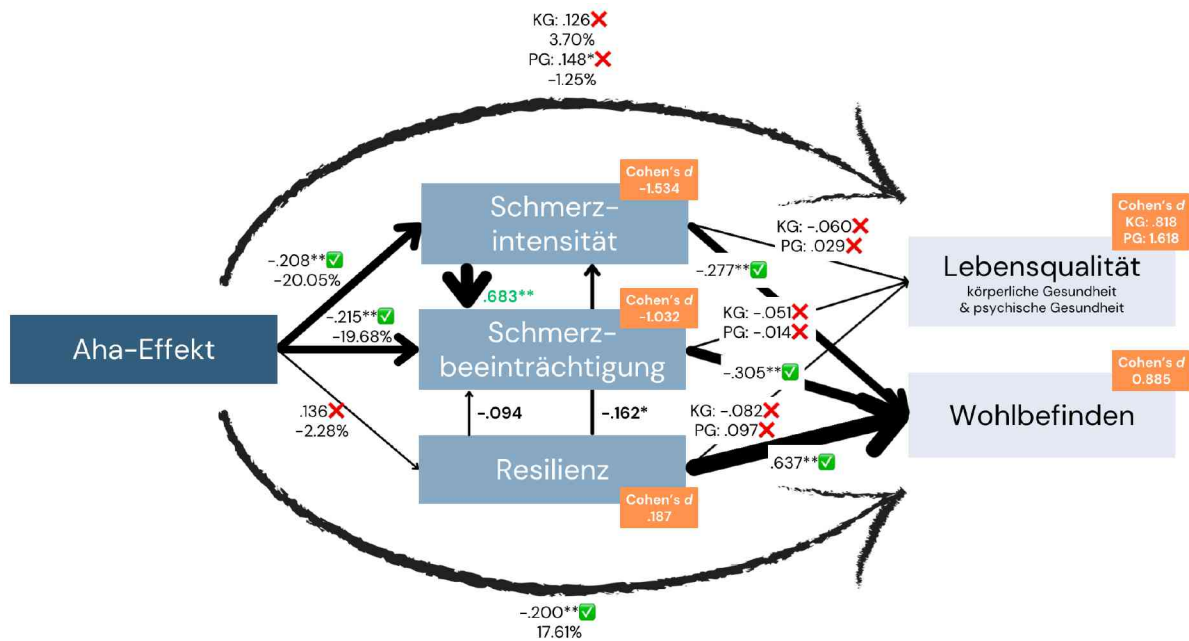 KG: .126❌
3.70%
PG: .148*❌
-1.25%
Cohen's d
-1.534
Schmerz-
intensität
-.208**✅
-20.05%
KG: -.060❌
PG: .029❌
-.277**✅
Cohen's d
KG: .818
PG: 1.618
Lebensqualität
körperliche Gesundheit
& psychische Gesundheit
.683**
Cohen's d
-1.032
-.215**✅
-19.68%
Schmerz-
beeinträchtigung
KG: -.051❌
PG: -.014❌
-.305**✅
Aha-Effekt
Cohen's d
0.885
Wohlbefinden
.136❌
-2.28%
-.094
-.162*
KG: -.082❌
PG: .097❌
.637**✅
Resilienz
Cohen's d
.187
-.200**✅
17.61%